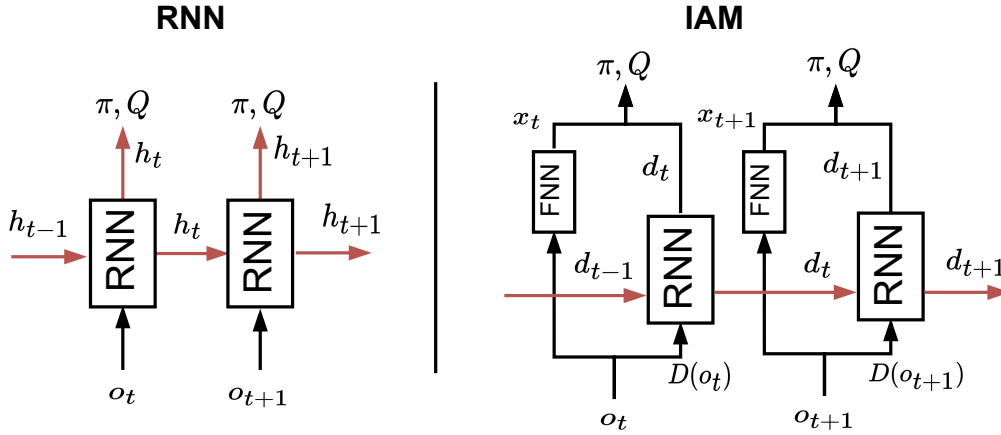 RNN
π, Q
π, Q
h_t
h_{t+1}
h_{t-1}
RNN
h_t
RNN
h_{t+1}
o_t
o_{t+1}
IAM
π, Q
π, Q
x_t
x_{t+1}
FNN
d_t
FNN
d_{t+1}
d_{t-1}
RNN
d_t
RNN
d_{t+1}
D(o_t)
D(o_{t+1})
o_t
o_{t+1}